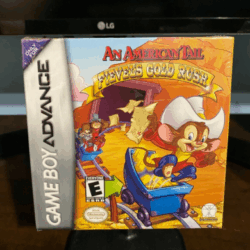 LG
AN AMERICAN TAIL
FIEVEL'S GOLD RUSH
GAME BOY ADVANCE
E